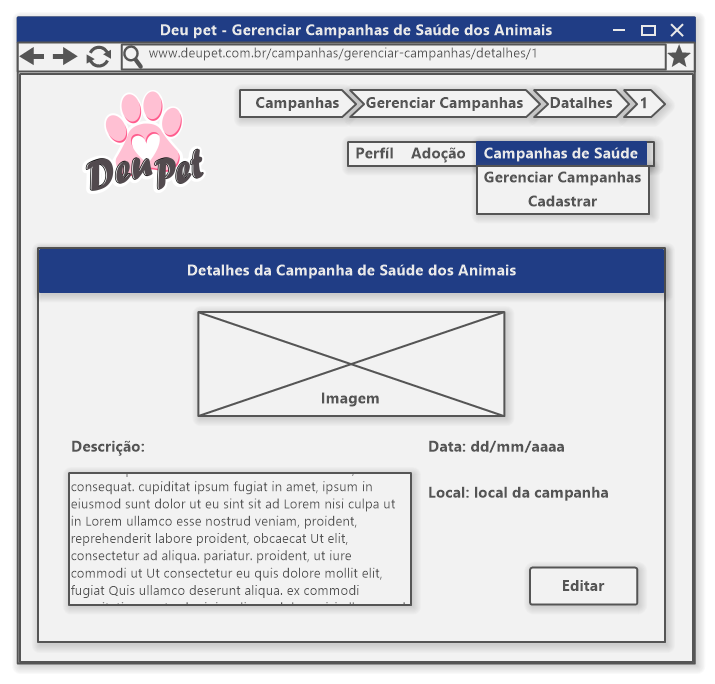 Deu pet - Gerenciar Campanhas de Saúde dos Animais
www.deupet.com.br/campanhas/gerenciar-campanhas/detalhes/1
Campanhas Gerenciar Campanhas Datalhes 1
Deu Pet
Perfíl Adoção Campanhas de Saúde
Gerenciar Campanhas
Cadastrar
Detalhes da Campanha de Saúde dos Animais
Imagem
Descrição:
Data: dd/mm/aaaa
Local: local da campanha
consequat. cupiditat ipsum fugiat in amet, ipsum in
eiusmod sunt dolor ut eu sint sit ad Lorem nisi culpa ut
in Lorem ullamco esse nostrud veniam, proident,
reprehenderit labore proident, obcaecat Ut elit,
consectetur ad aliqua. pariatur. proident, ut iure
commodi ut Ut consectetur eu quis dolore mollit elit,
fugiat Quis ullamco deserunt aliqua. ex commodi
Editar